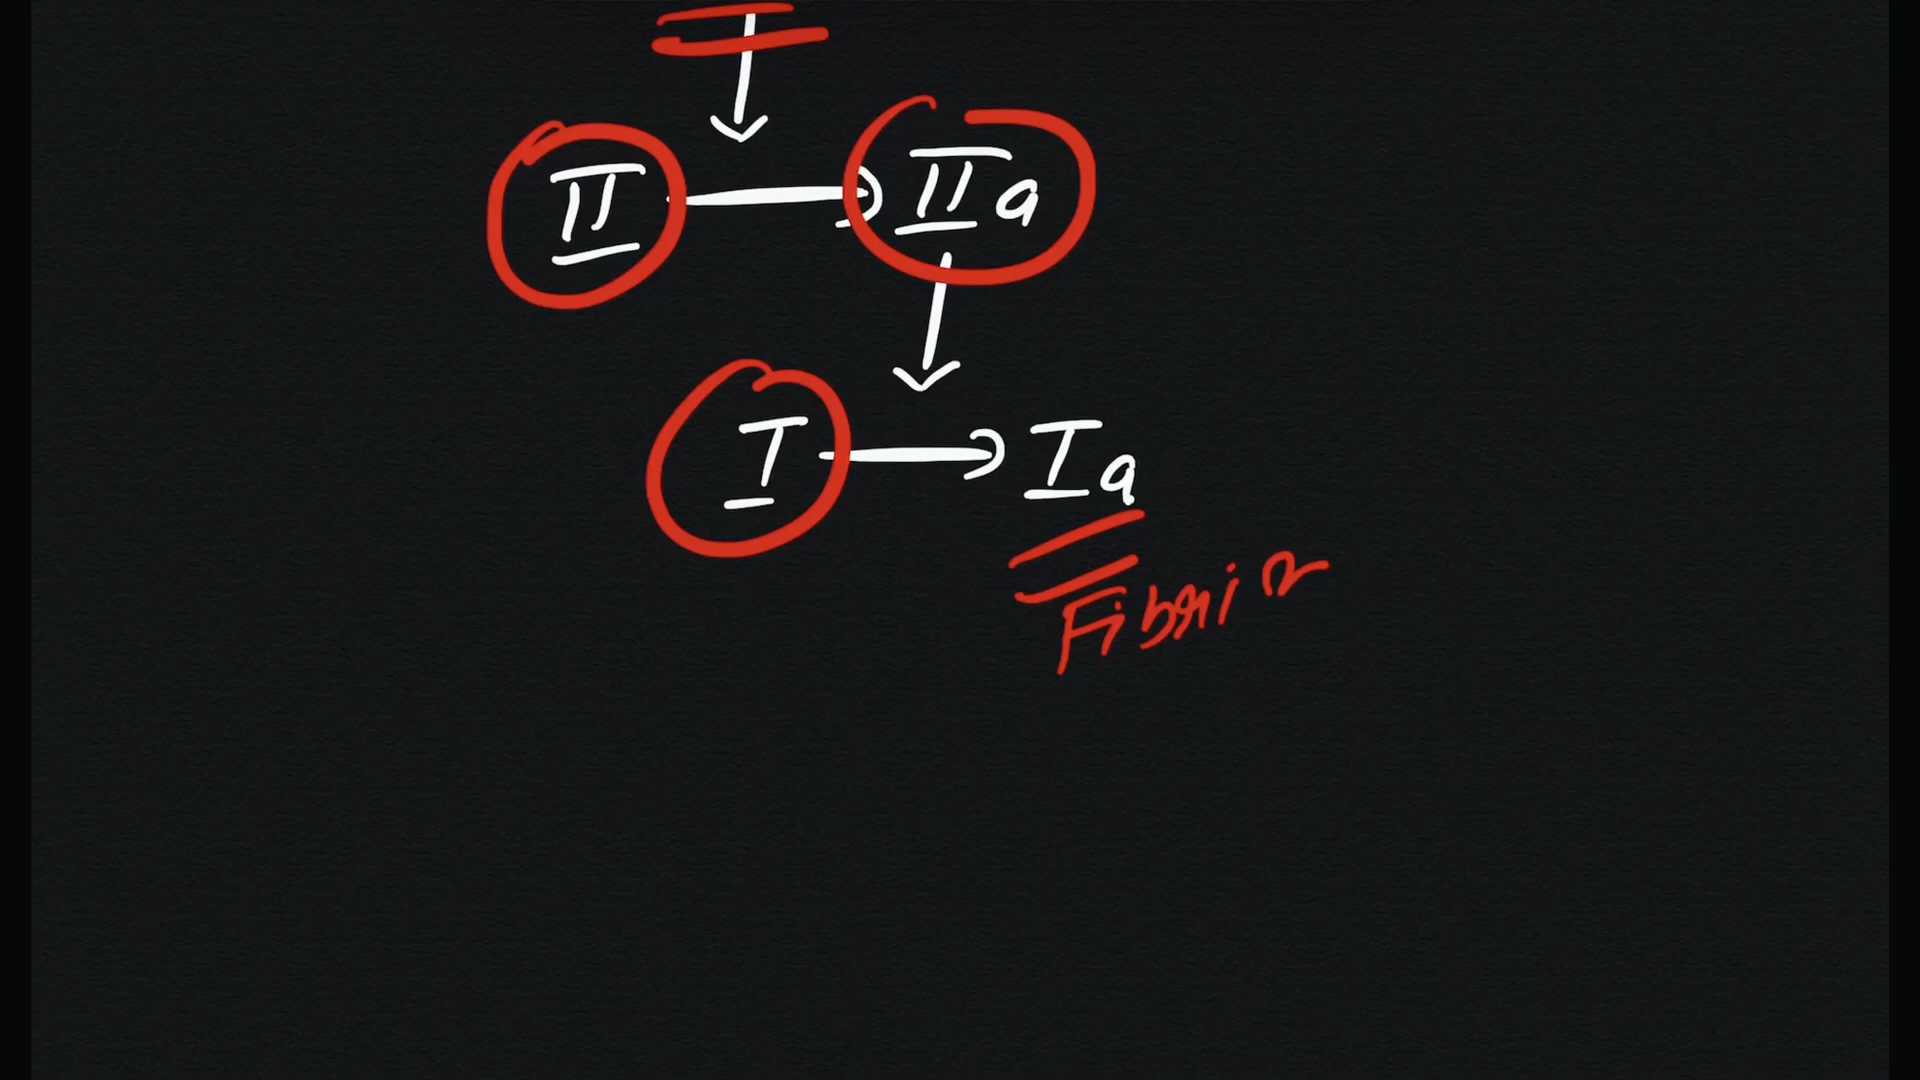 II → IIa
I → Ia
Fibrin